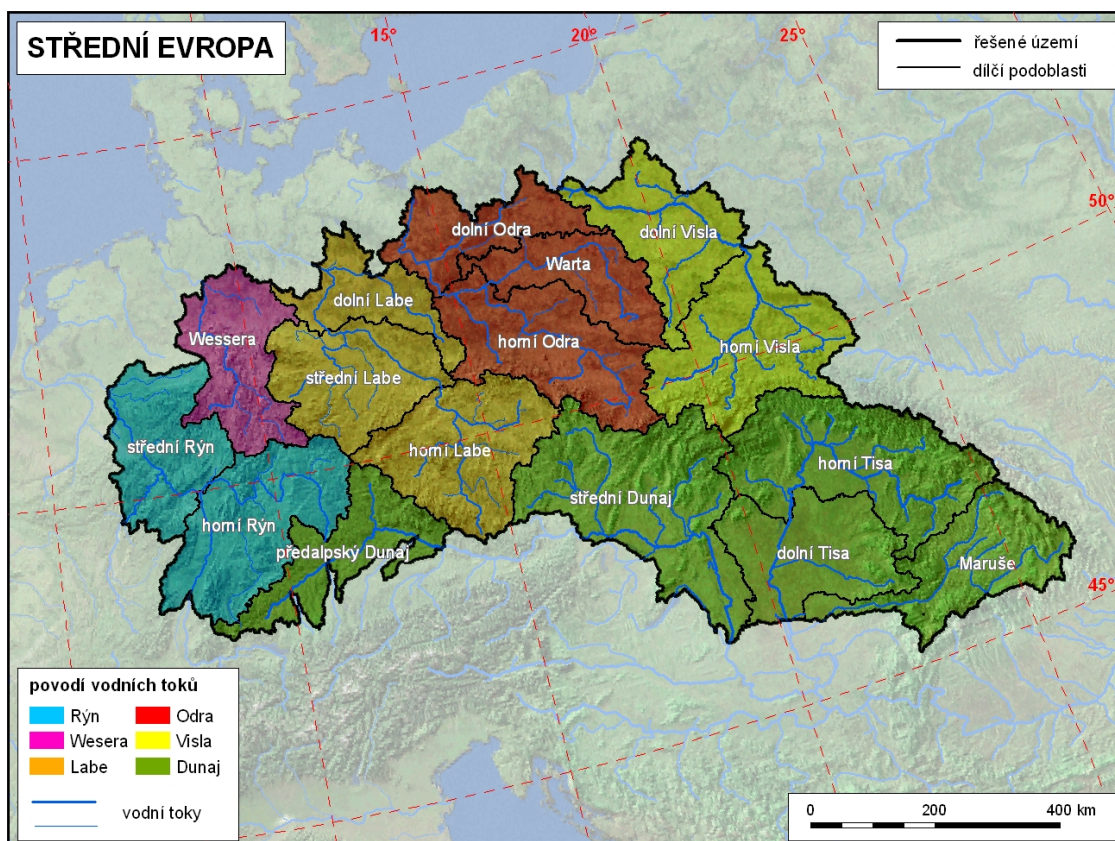 STŘEDNÍ EVROPA
15°
20°
25°
řešené území
dílčí podoblasti
50°
dolní Odra
dolní Visla
Warta
dolní Labe
Wessera
horní Odra
horní Visla
střední Labe
střední Rýn
horní Labe
horní Tisa
střední Dunaj
horní Rýn
předalpský Dunaj
dolní Tisa
Maruše
45°
povodí vodních toků
Rýn
Odra
Wesera
Visla
Labe
Dunaj
vodní toky
0 200 400 km